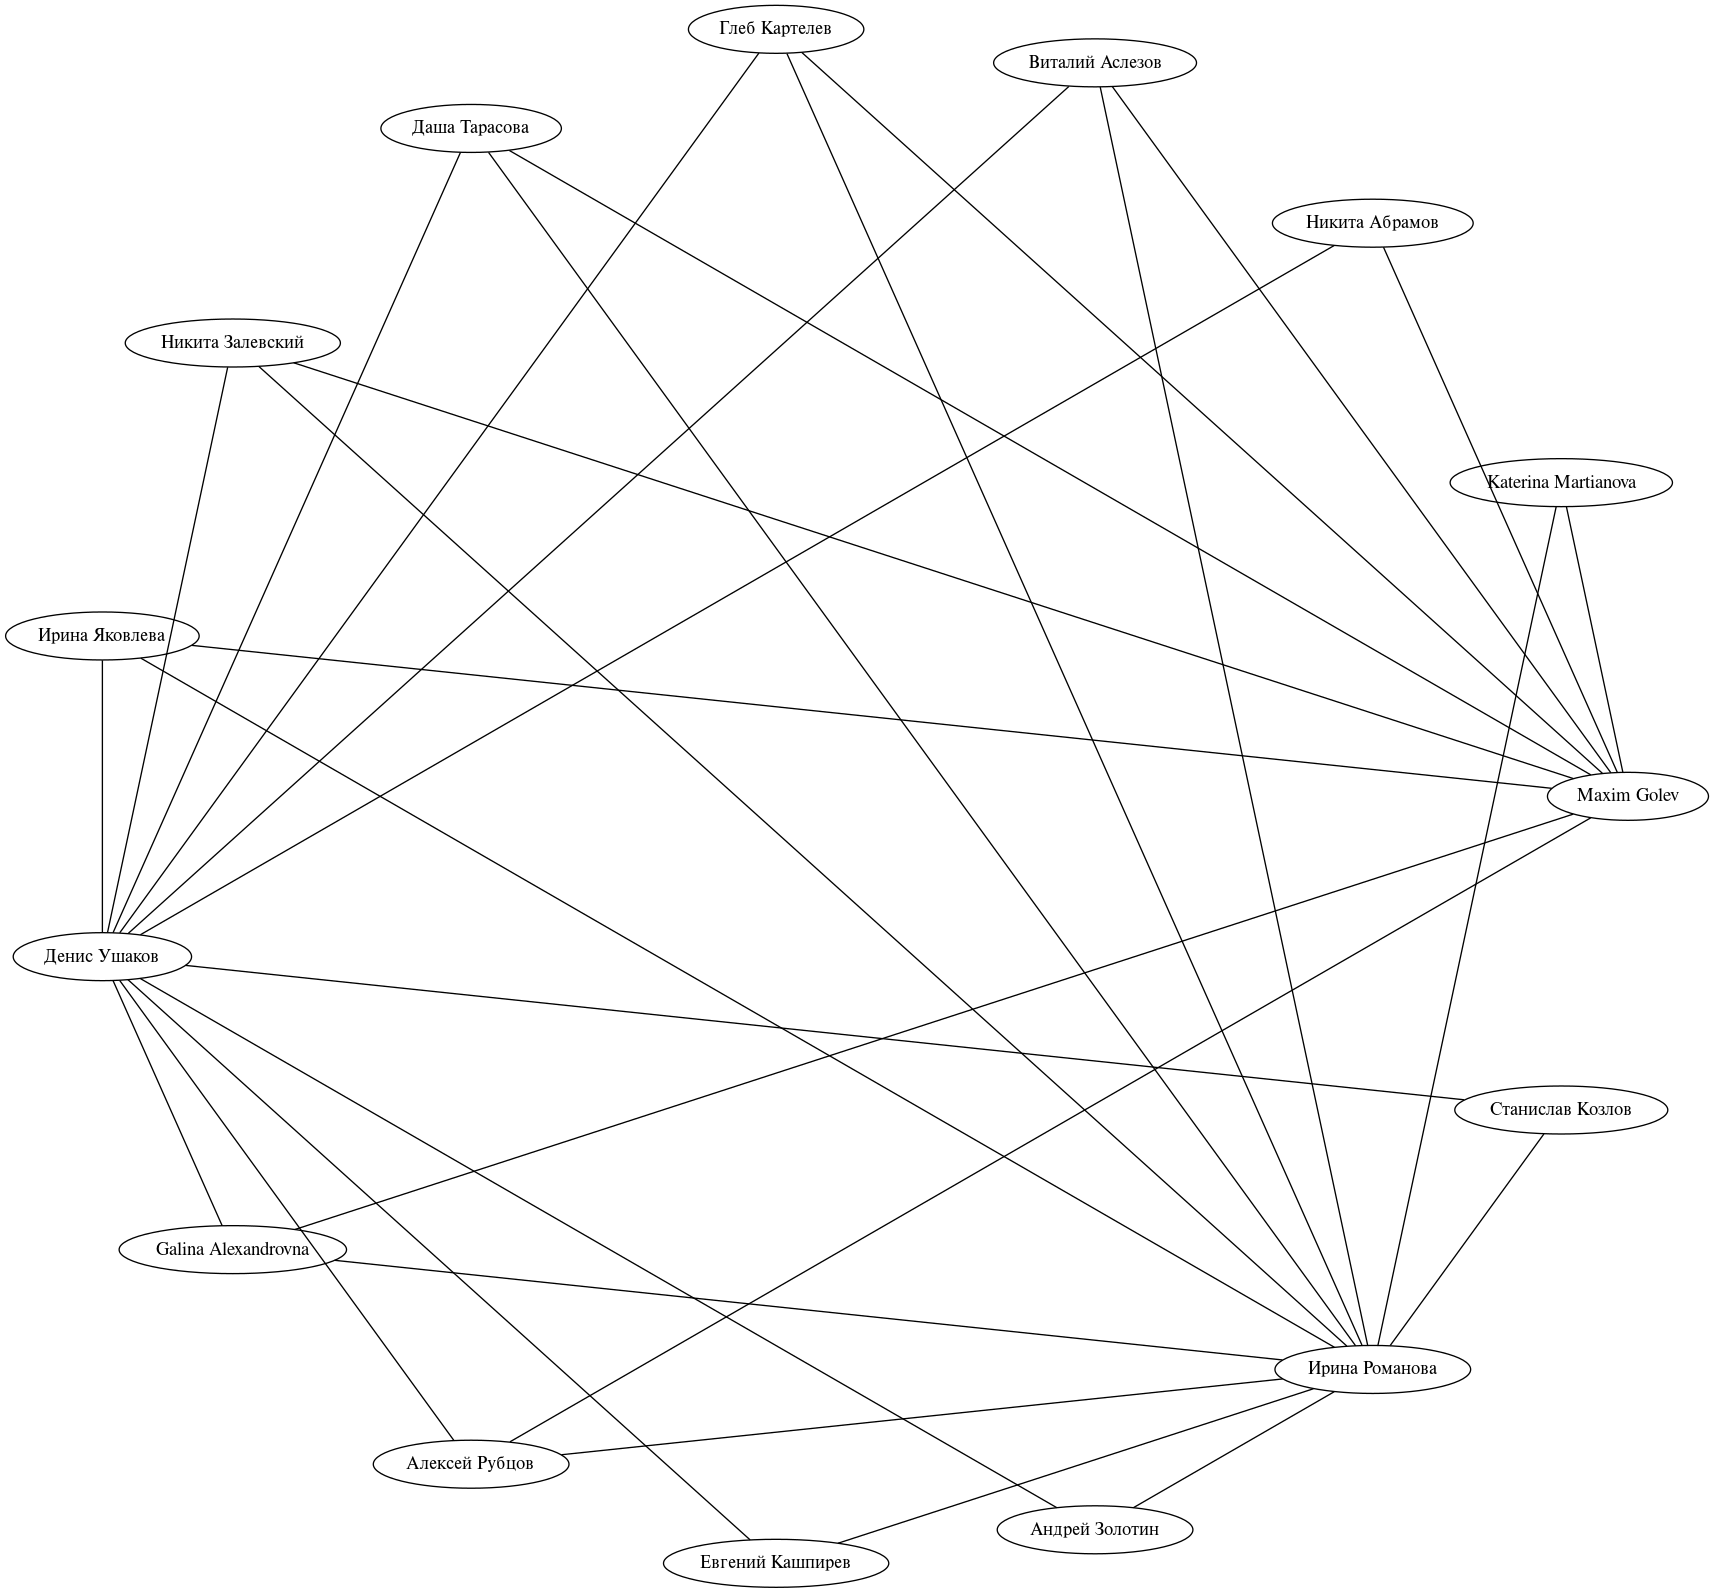 Глеб Картелев
Виталий Аслезов
Даша Тарасова
Никита Абрамов
Никита Залевский
Katerina Martianova
Ирина Яковлева
Maxim Golev
Денис Ушаков
Станислав Козлов
Galina Alexandrovna
Ирина Романова
Алексей Рубцов
Андрей Золотин
Евгений Кашпирев